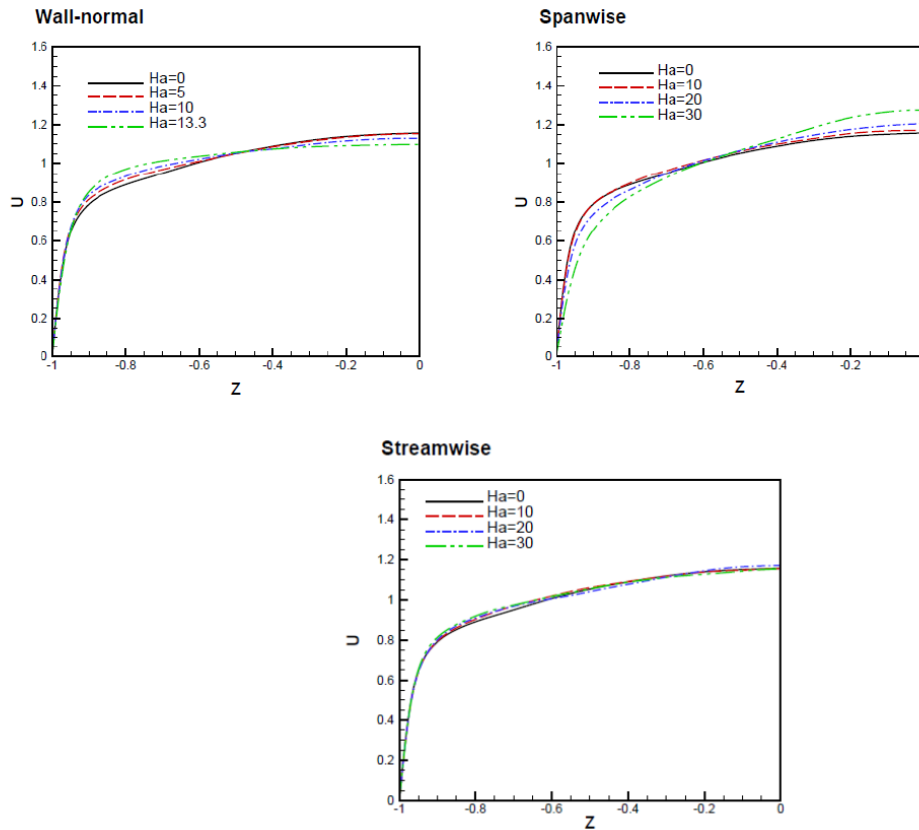 Wall-normal
1.6
1.4
1.2
1
0.8
0.6
0.4
0.2
0
U
Ha=0
Ha=5
Ha=10
Ha=13.3
-1
-0.8
-0.6
-0.4
-0.2
0
Z
Spanwise
1.6
1.4
1.2
1
0.8
0.6
0.4
0.2
0
U
Ha=0
Ha=10
Ha=20
Ha=30
-1
-0.8
-0.6
-0.4
-0.2
Z
Streamwise
1.6
1.4
1.2
1
0.8
0.6
0.4
0.2
0
U
Ha=0
Ha=10
Ha=20
Ha=30
-1
-0.8
-0.6
-0.4
-0.2
0
Z